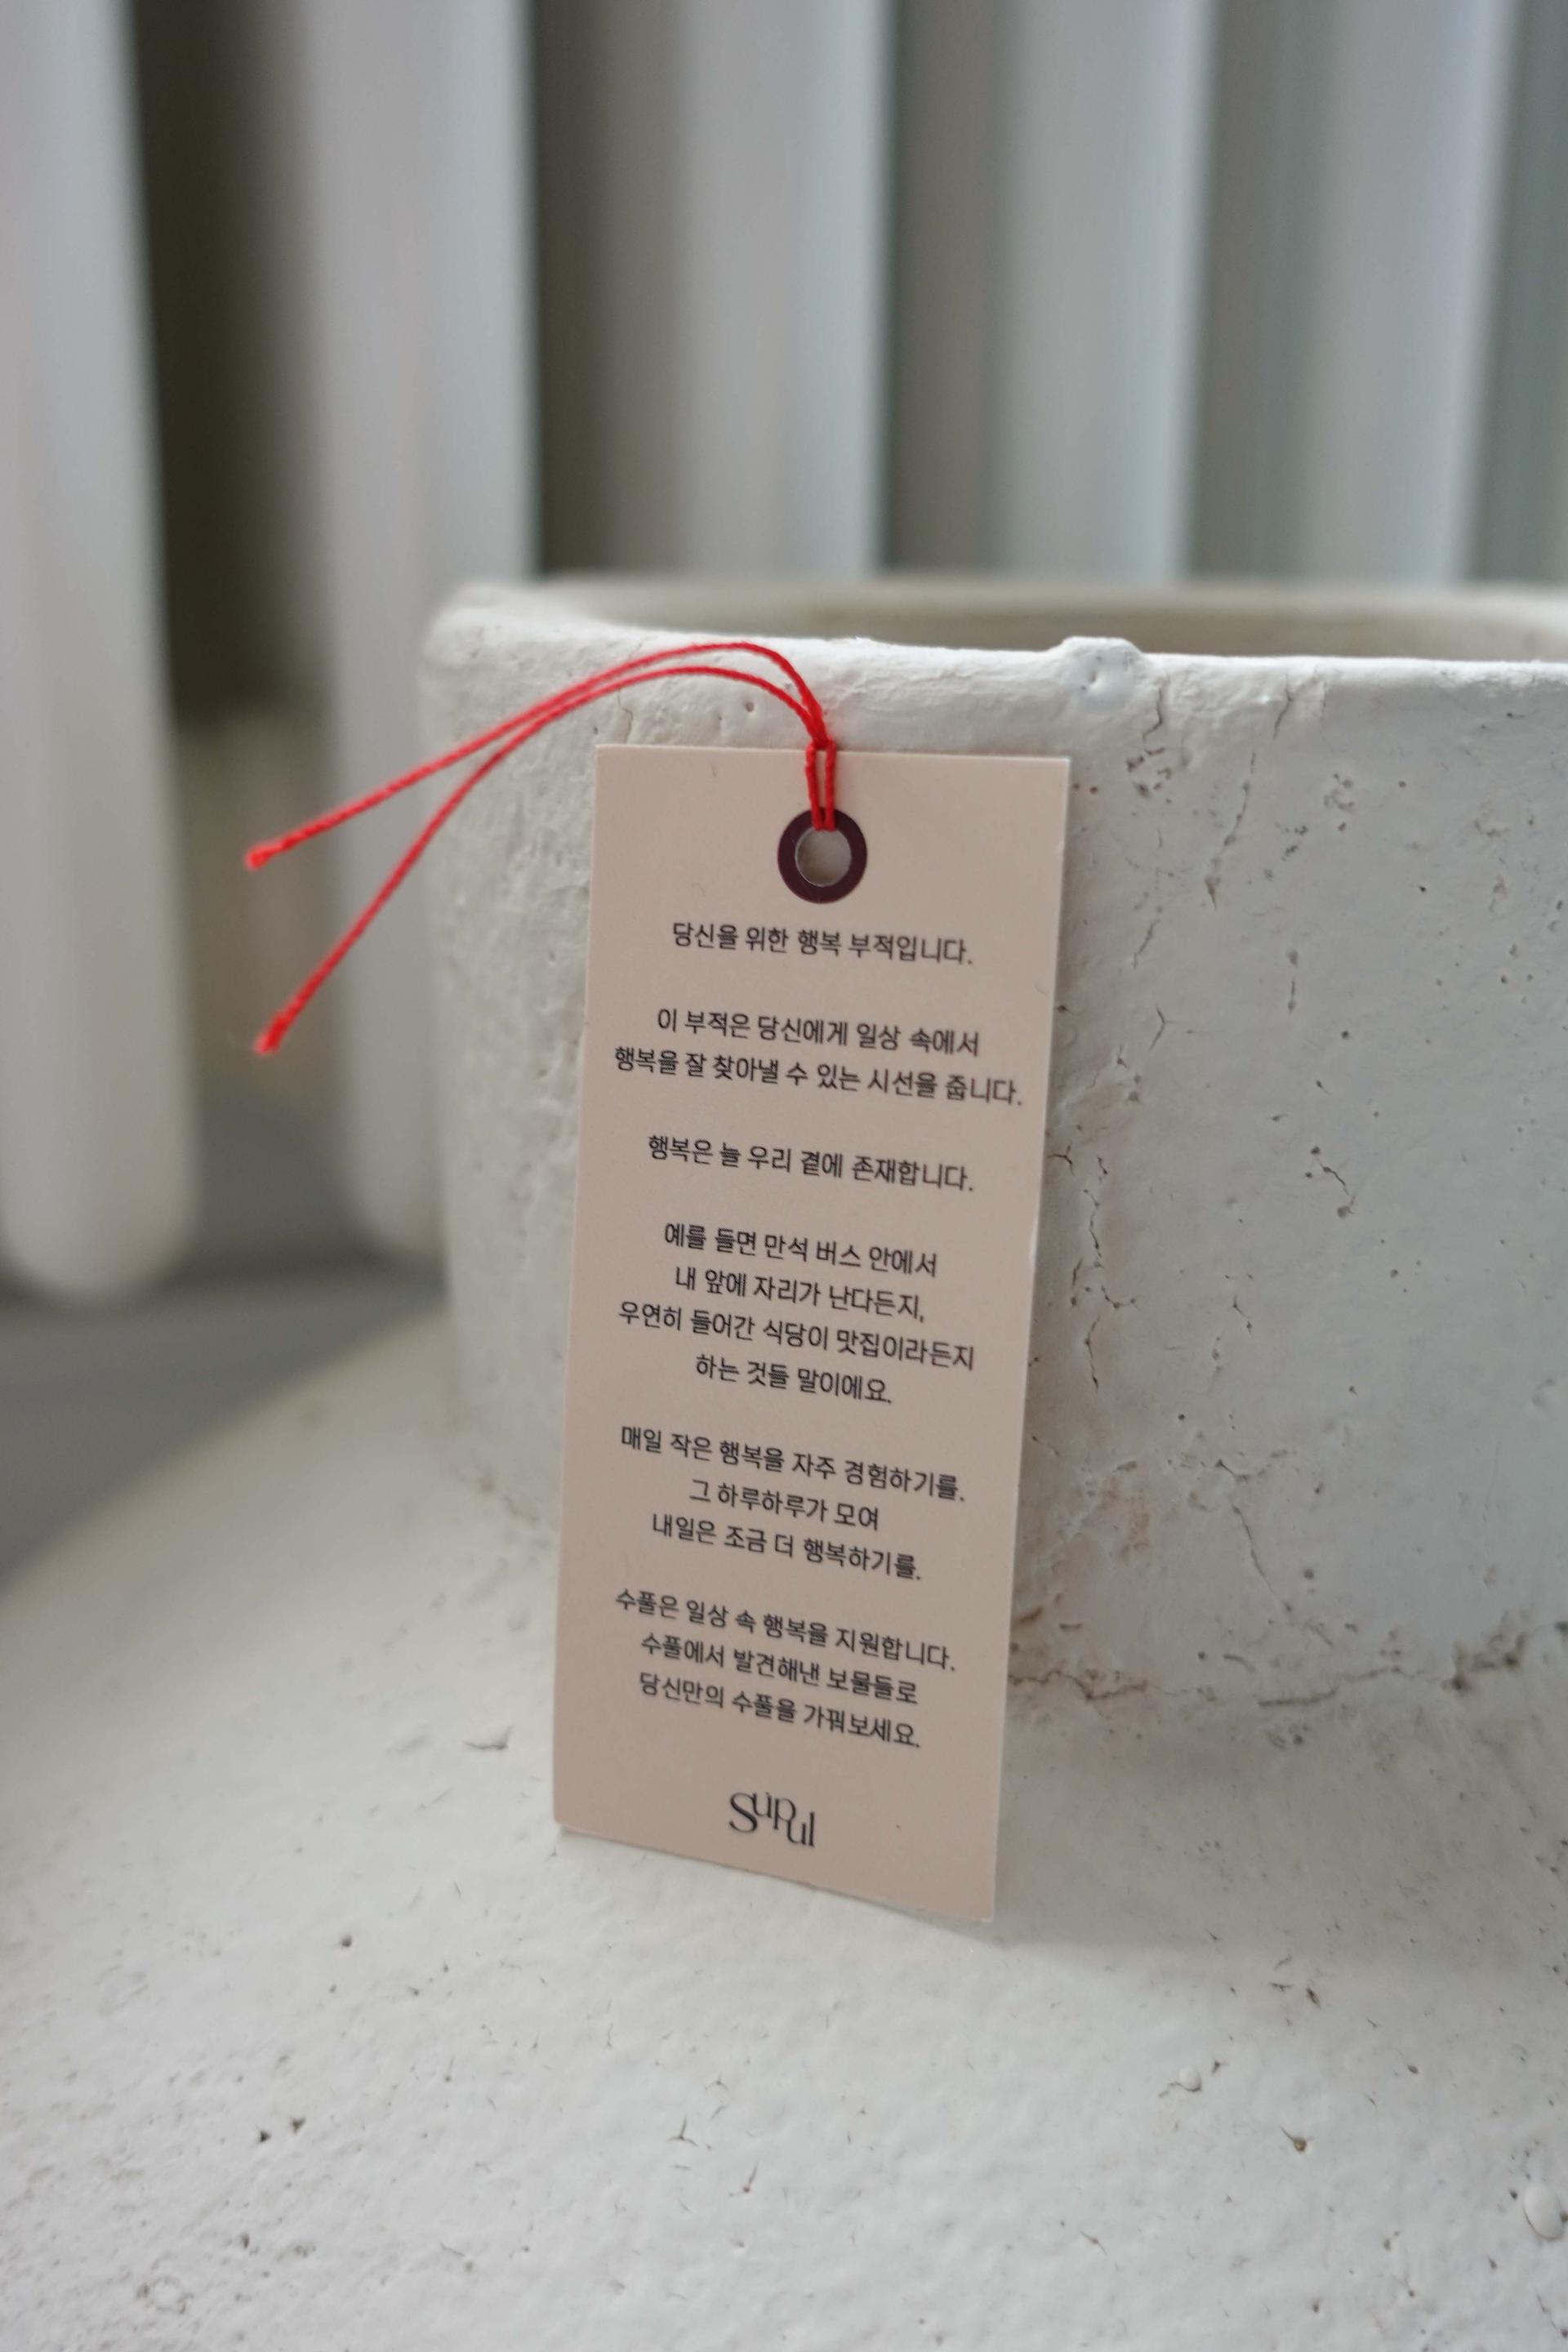 당신을 위한 행복 부적입니다.
이 부적은 당신에게 일상 속에서
행복을 잘 찾아낼 수 있는 시선을 줍니다.
행복은 늘 우리 곁에 존재합니다.
예를 들면 만석 버스 안에서
내 앞에 자리가 난다든지,
우연히 들어간 식당이 맛집이라든지
하는 것들 말이에요.
매일 작은 행복을 자주 경험하기를.
그 하루하루가 모여
내일은 조금 더 행복하기를.
수풀은 일상 속 행복을 지원합니다.
수풀에서 발견해낸 보물들로
당신만의 수풀을 가꿔보세요.
Supul